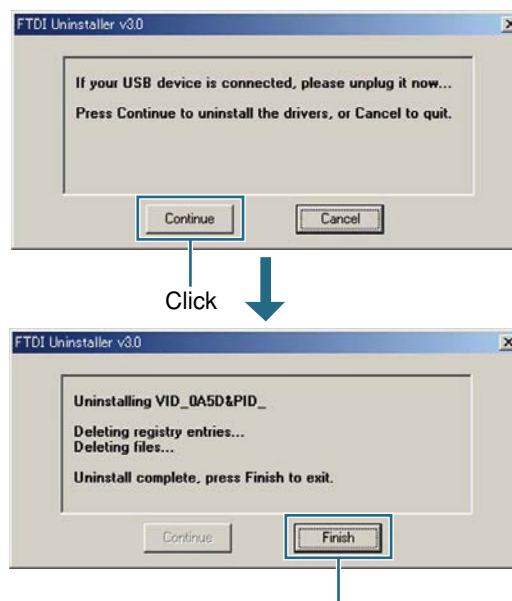 FTDI Uninstaller v3.0
If your USB device is connected, please unplug it now...
Press Continue to uninstall the drivers, or Cancel to quit.
Continue Cancel
Click
FTDI Uninstaller v3.0
Uninstalling VID_0A5D&PID_
Deleting registry entries...
Deleting files...
Uninstall complete, press Finish to exit.
Continue Finish